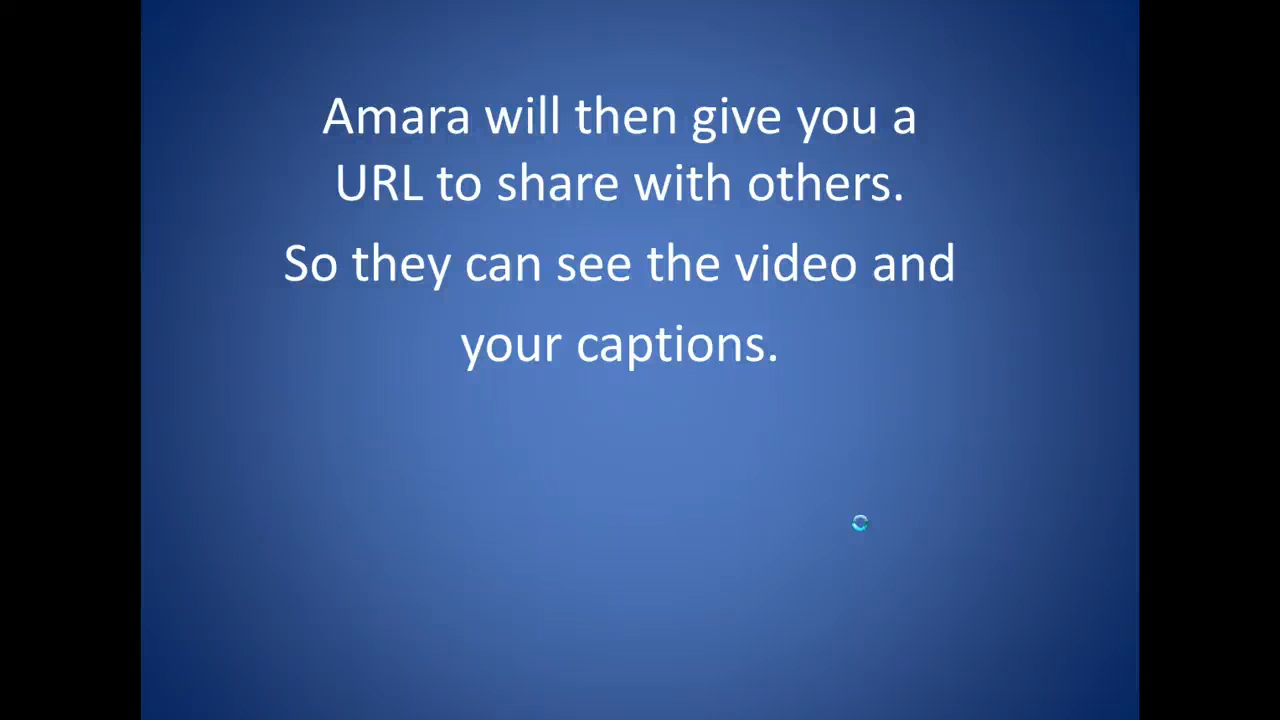 Amara will then give you a
URL to share with others.
So they can see the video and
your captions.